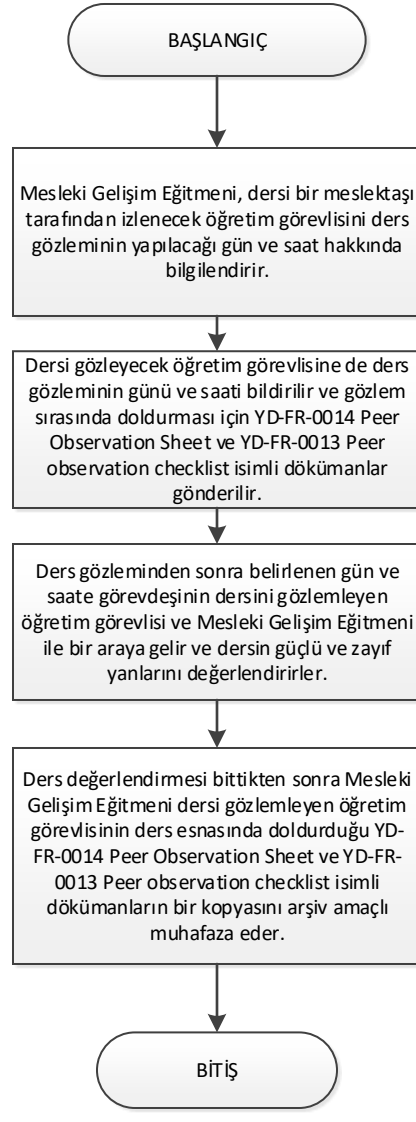 BAŞLANGIÇ
Mesleki Gelişim Eğitmeni, dersi bir meslektaşı
tarafından izlenecek öğretim görevlisini ders
gözleminin yapılacağı gün ve saat hakkında
bilgilendirir.
Dersi gözleyecek öğretim görevlisine de ders
gözleminin günü ve saati bildirilir ve gözlem
sırasında doldurması için YD-FR-0014 Peer
Observation Sheet ve YD-FR-0013 Peer
observation checklist isimli dökümanlar
gönderilir.
Ders gözleminden sonra belirlenen gün ve
saate görevdeşinin dersini gözlemleyen
öğretim görevlisi ve Mesleki Gelişim Eğitmeni
ile bir araya gelir ve dersin güçlü ve zayıf
yanlarını değerlendirirler.
Ders değerlendirmesi bittikten sonra Mesleki
Gelişim Eğitmeni dersi gözlemleyen öğretim
görevlisinin ders esnasında doldurduğu YD-
FR-0014 Peer Observation Sheet ve YD-FR-
0013 Peer observation checklist isimli
dökümanların bir kopyasını arşiv amaçlı
muhafaza eder.
BİTİŞ